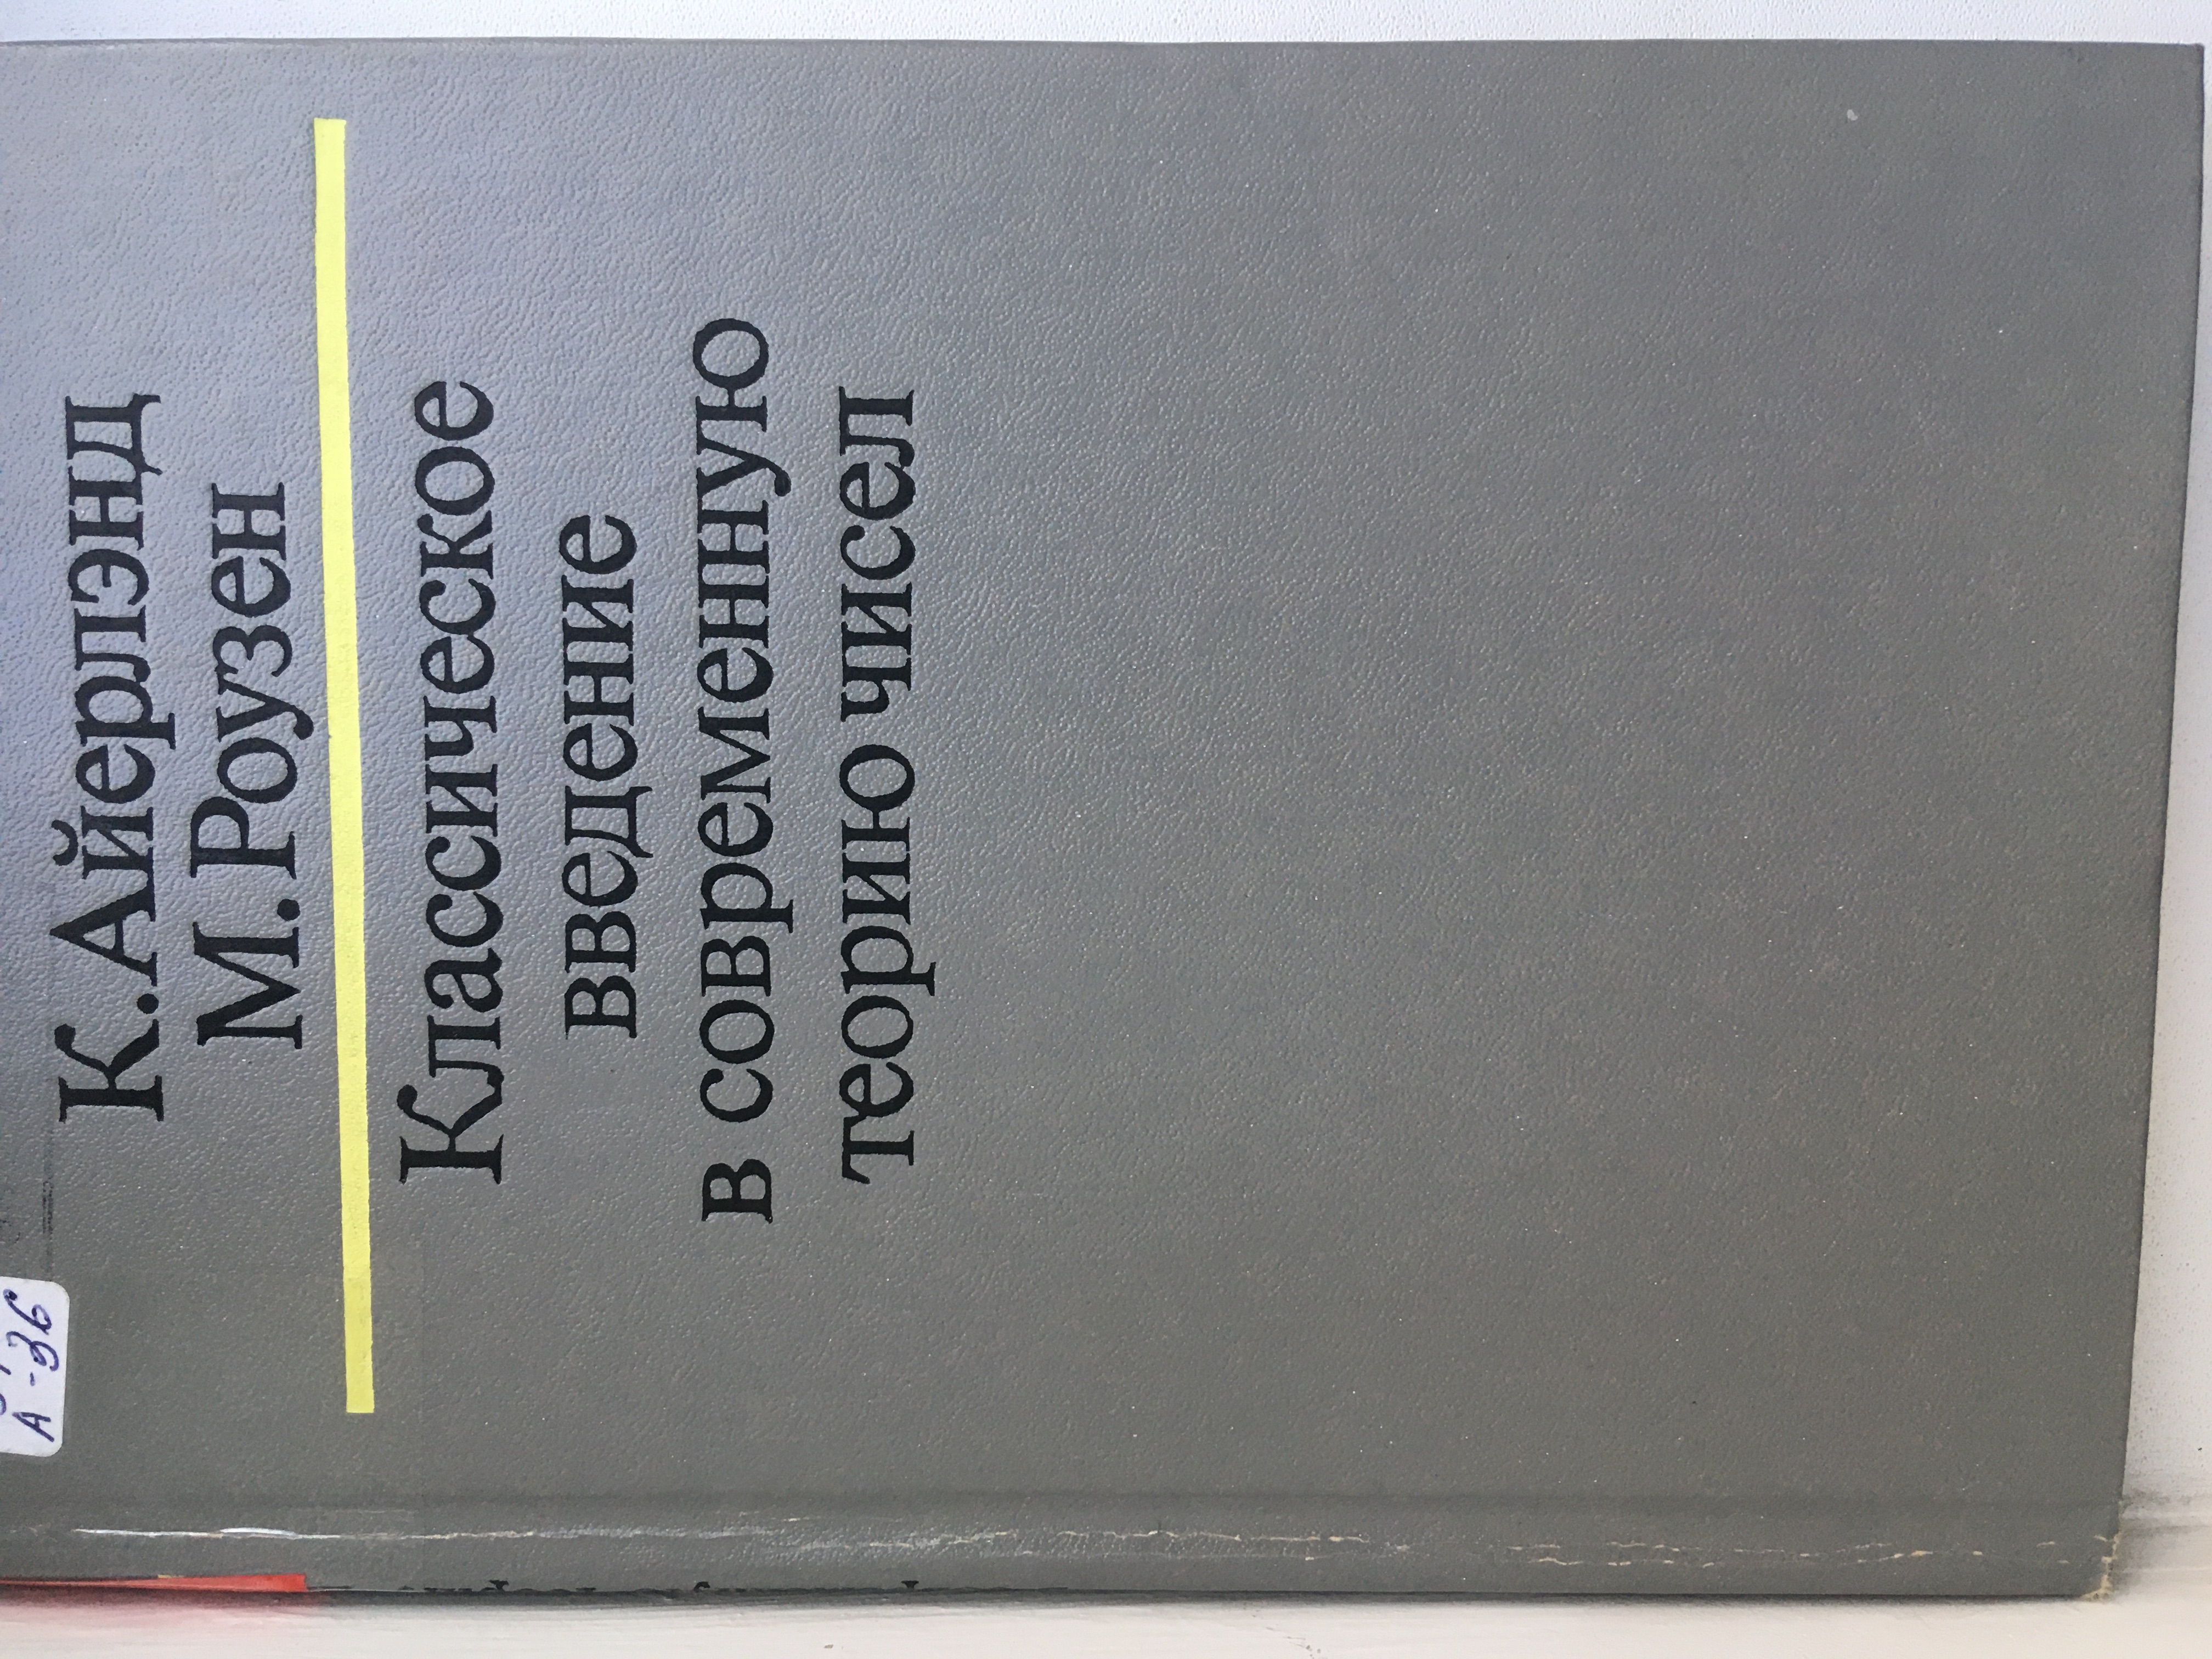 К. Айерлэнд
М. Роузен
Классическое
введение
в современную
теорию чисел
А-36